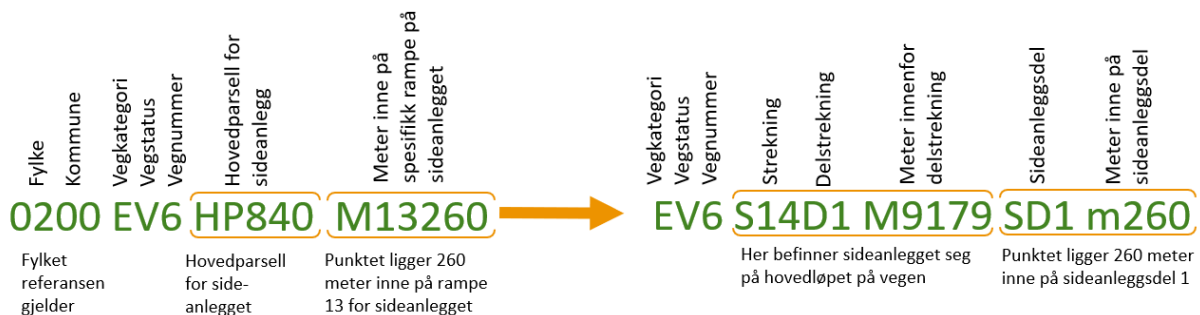 Fylke
Kommune
Vegkategori
Vegstatus
Vegnummer
Hovedparsell for
sideanlegg
Meter inne på
spesifikk rampe på
sideanlegget
0200 EV6 HP840 M13260
Fylket
referansen
gjelder
Hovedparsell
for side-
anlegget
Punktet ligger 260
meter inne på rampe
13 for sideanlegget
Vegkategori
Vegstatus
Vegnummer
Strekning
Delstrekning
Meter innenfor
delstrekning
Sideanleggsdel
Meter inne på
sideanleggsdel
EV6 S14D1 M9179 SD1 m260
Her befinner sideanlegget seg
på hovedløpet på vegen
Punktet ligger 260 meter
inne på sideanleggsdel 1